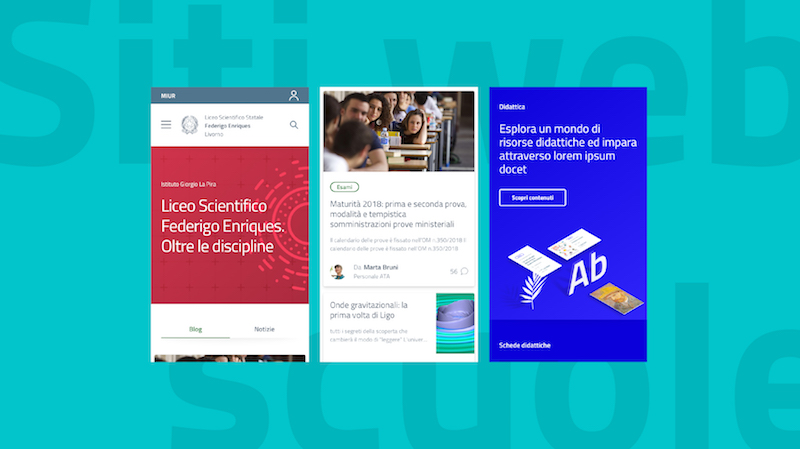 Siti web
MIUR
Liceo Scientifico Statale
Federigo Enriques
Livorno
Istituto Giorgio La Pira
Liceo Scientifico
Federigo Enriques.
Oltre le discipline
Blog
Notizie
Esami
Maturità 2018: prima e seconda prova,
modalità e tempistica
somministrazioni prove ministeriali
Il calendario delle prove è fissato nell'DM n.350/2018 Il
calendario delle prove è fissato nell'DM n.350/2018
Da: Marta Bruni
Personale ATA
56
Onde gravitazionali: la
prima volta di Ligo
tutti i segreti della scoperta che
cambierà il modo di "leggere" L'univer...
Didattica
Esplora un mondo di
risorse didattiche ed impara
attraverso lorem ipsum
docet
Scopri contenuti
Ab
Schede didattiche
scuole